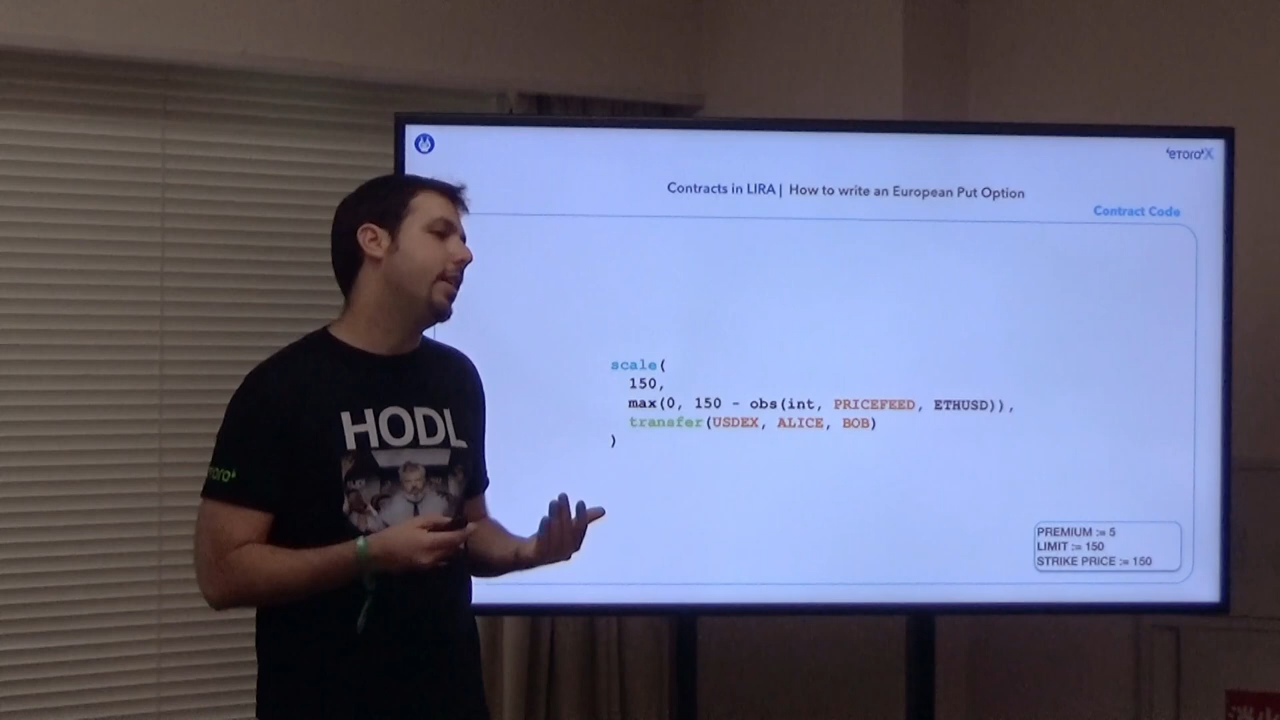 eToroX
Contracts in LIRA | How to write an European Put Option
Contract Code
scale(
150,
max(0, 150 - obs(int, PRICEFEED, ETHUSD)),
transfer(USDEX, ALICE, BOB)
)
PREMIUM := 5
LIMIT := 150
STRIKE PRICE := 150
HODL